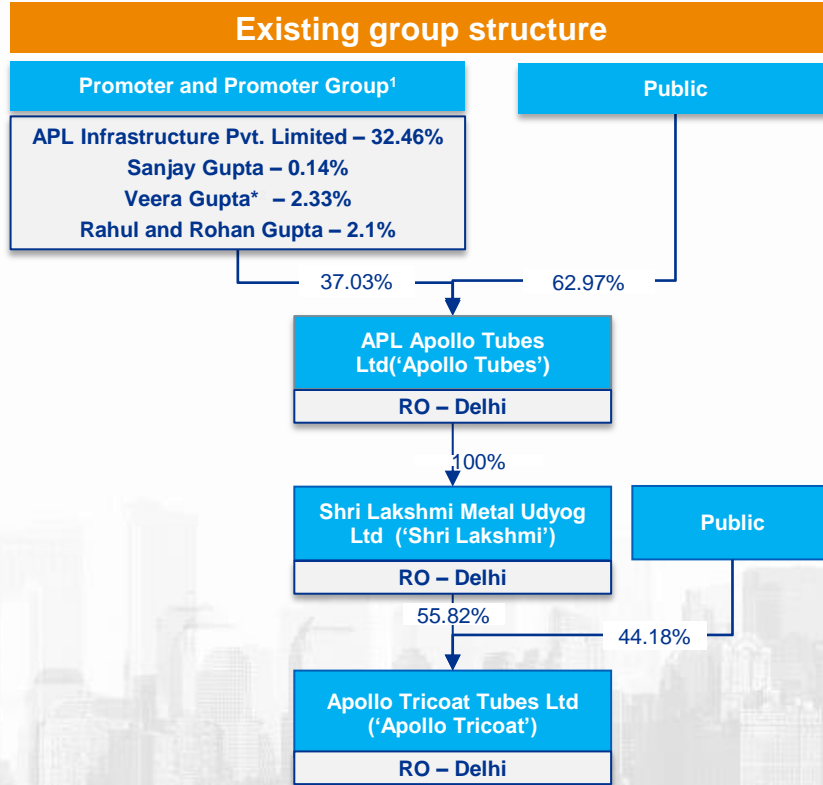 Existing group structure
Promoter and Promoter Group¹
Public
APL Infrastructure Pvt. Limited – 32.46%
Sanjay Gupta – 0.14%
Veera Gupta* – 2.33%
Rahul and Rohan Gupta – 2.1%
37.03%
62.97%
APL Apollo Tubes
Ltd(‘Apollo Tubes’)
RO – Delhi
100%
Shri Lakshmi Metal Udyog
Ltd (‘Shri Lakshmi’)
Public
RO – Delhi
55.82%
44.18%
Apollo Tricoat Tubes Ltd
(‘Apollo Tricoat’)
RO – Delhi